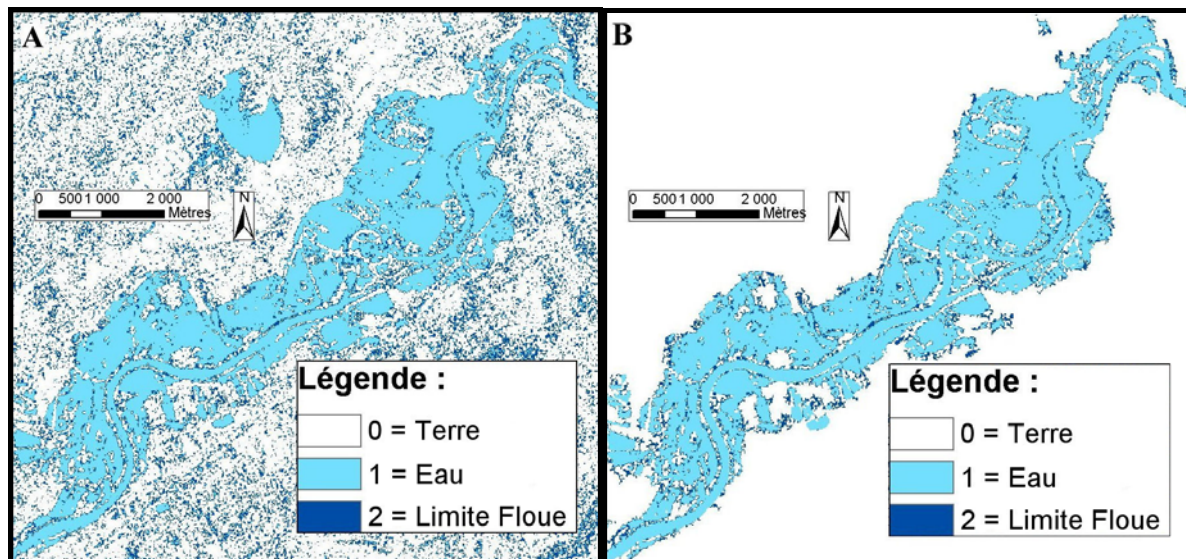 A
0 500 1 000 2 000
Mètres
N
Légende :
0 = Terre
1 = Eau
2 = Limite Floue
B
0 500 1 000 2 000
Mètres
N
Légende :
0 = Terre
1 = Eau
2 = Limite Floue